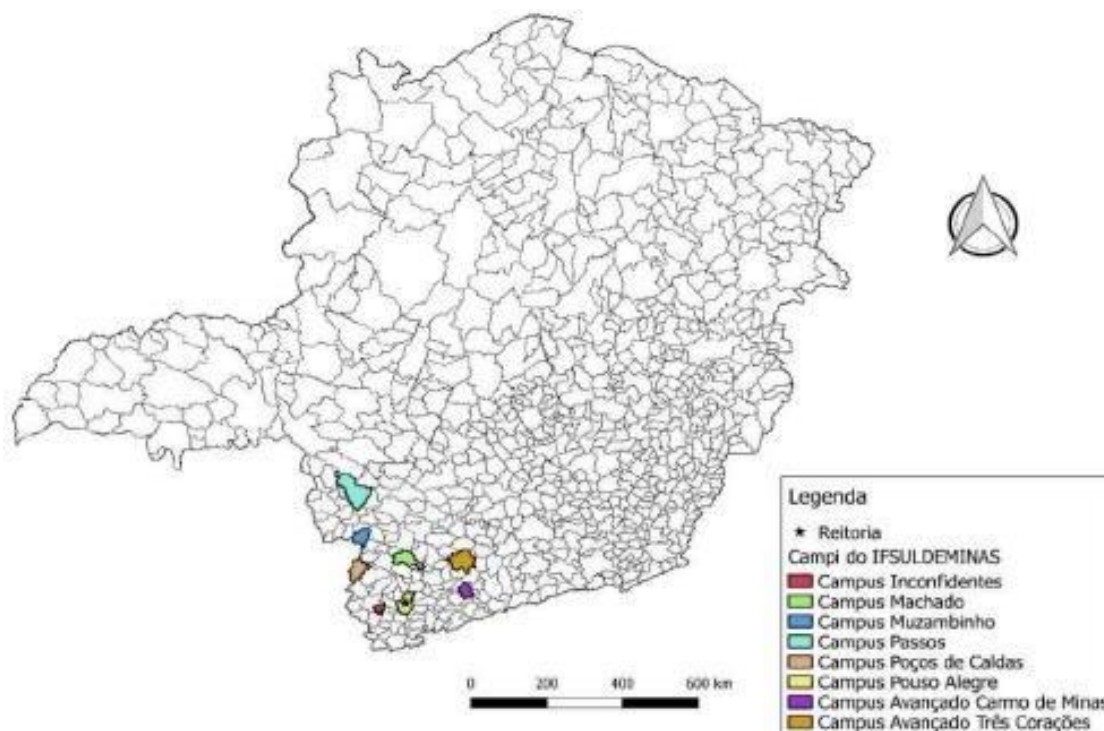 Legenda
★ Reitoria
Campi do IFSULDEMINAS
Campus Inconfidentes
Campus Machado
Campus Muzambinho
Campus Passos
Campus Poços de Caldas
Campus Pouso Alegre
Campus Avançado Carmo de Minas
Campus Avançado Três Corações
0 200 400 600 km